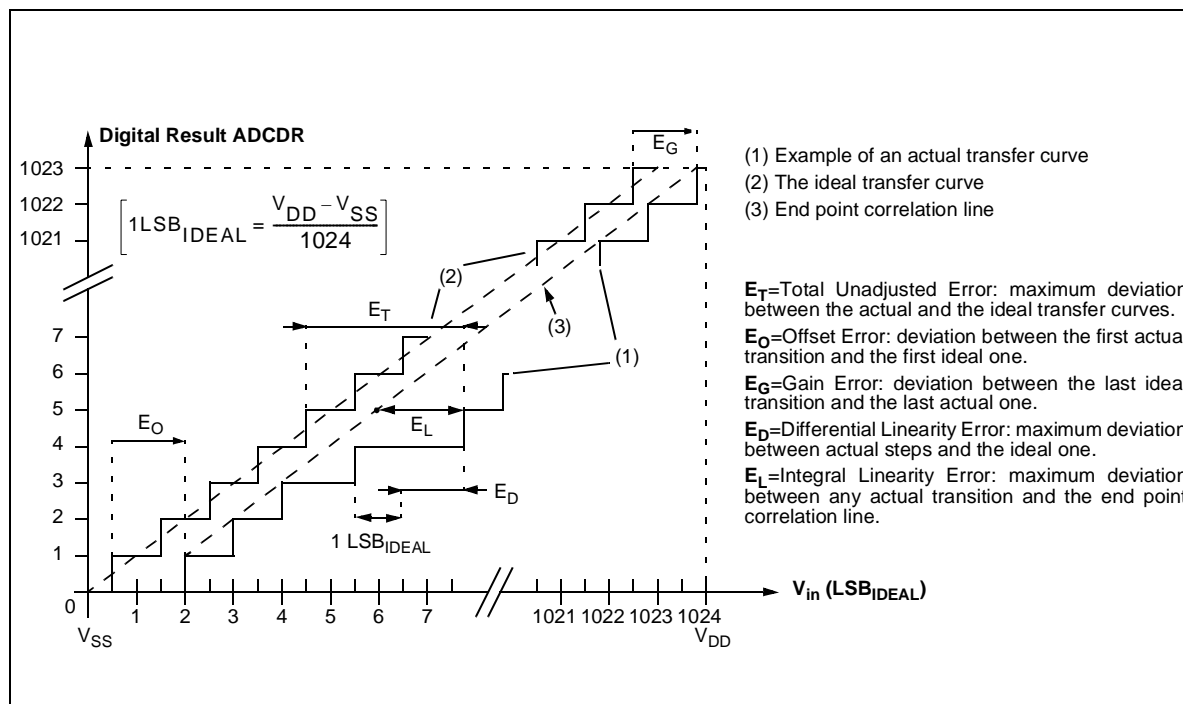 Digital Result ADCDR
E_G
1023
1022
1021
[1LSB_IDEAL = V_DD – V_SS / 1024]
(1) Example of an actual transfer curve
(2) The ideal transfer curve
(3) End point correlation line
(2)
E_T
(3)
(1)
7
6
5
4
3
2
1
0
E_O
E_L
E_D
1 LSB_IDEAL
E_T=Total Unadjusted Error: maximum deviation
between the actual and the ideal transfer curves.
E_O=Offset Error: deviation between the first actual
transition and the first ideal one.
E_G=Gain Error: deviation between the last ideal
transition and the last actual one.
E_D=Differential Linearity Error: maximum deviation
between actual steps and the ideal one.
E_L=Integral Linearity Error: maximum deviation
between any actual transition and the end point
correlation line.
V_in (LSB_IDEAL)
1 2 3 4 5 6 7 1021 1022 1023 1024
V_SS
V_DD